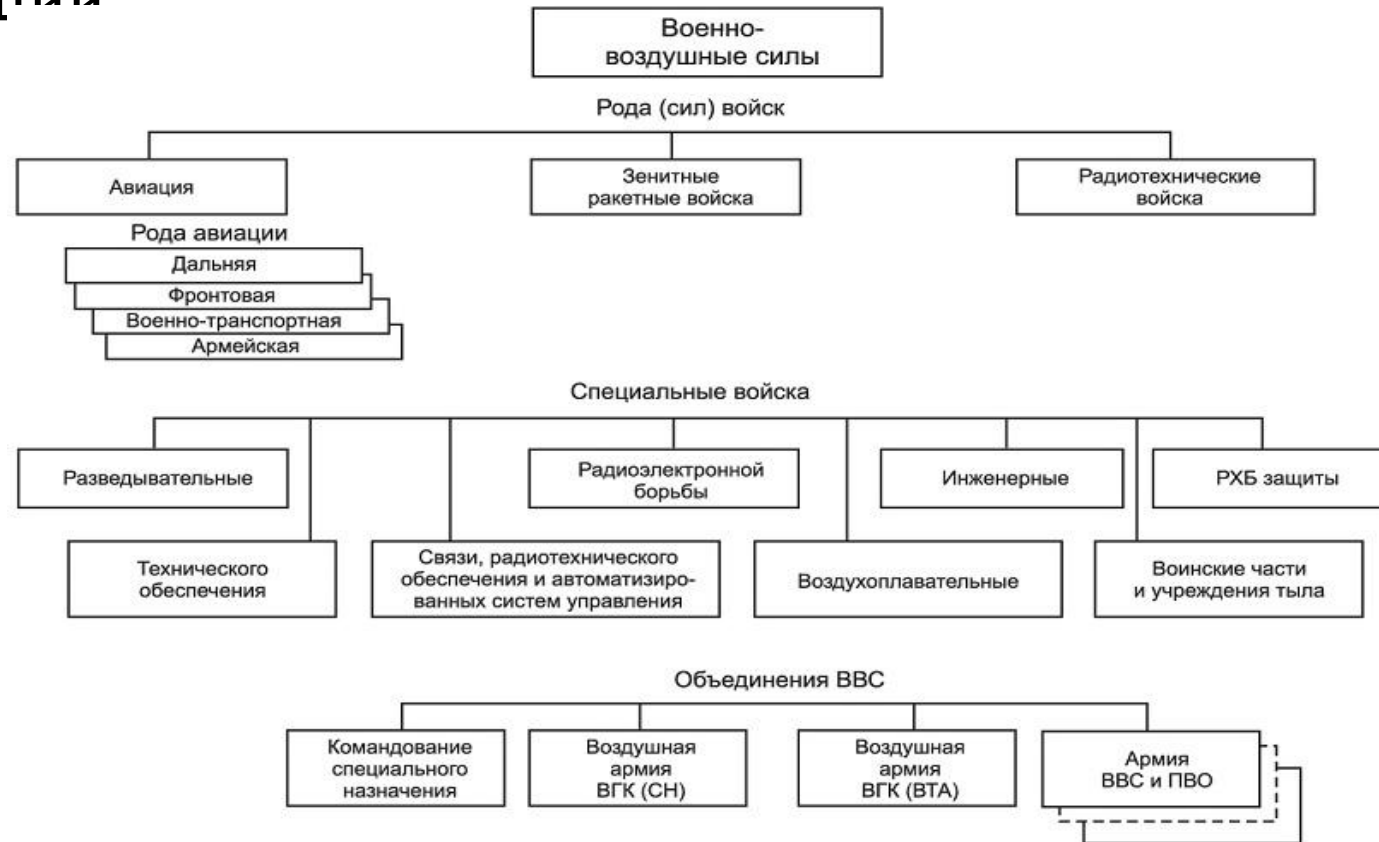 Военно-
воздушные силы
Рода (сил) войск
Авиация
Зенитные
ракетные войска
Радиотехнические
войска
Рода авиации
Дальняя
Фронтовая
Военно-транспортная
Армейская
Специальные войска
Разведывательные
Радиоэлектронной
борьбы
Инженерные
РХБ защиты
Технического
обеспечения
Связи, радиотехнического
обеспечения и автоматизиро-
ванных систем управления
Воздухоплавательные
Воинские части
и учреждения тыла
Объединения ВВС
Командование
специального
назначения
Воздушная
армия
ВГК (СН)
Воздушная
армия
ВГК (ВТА)
Армия
ВВС и ПВО